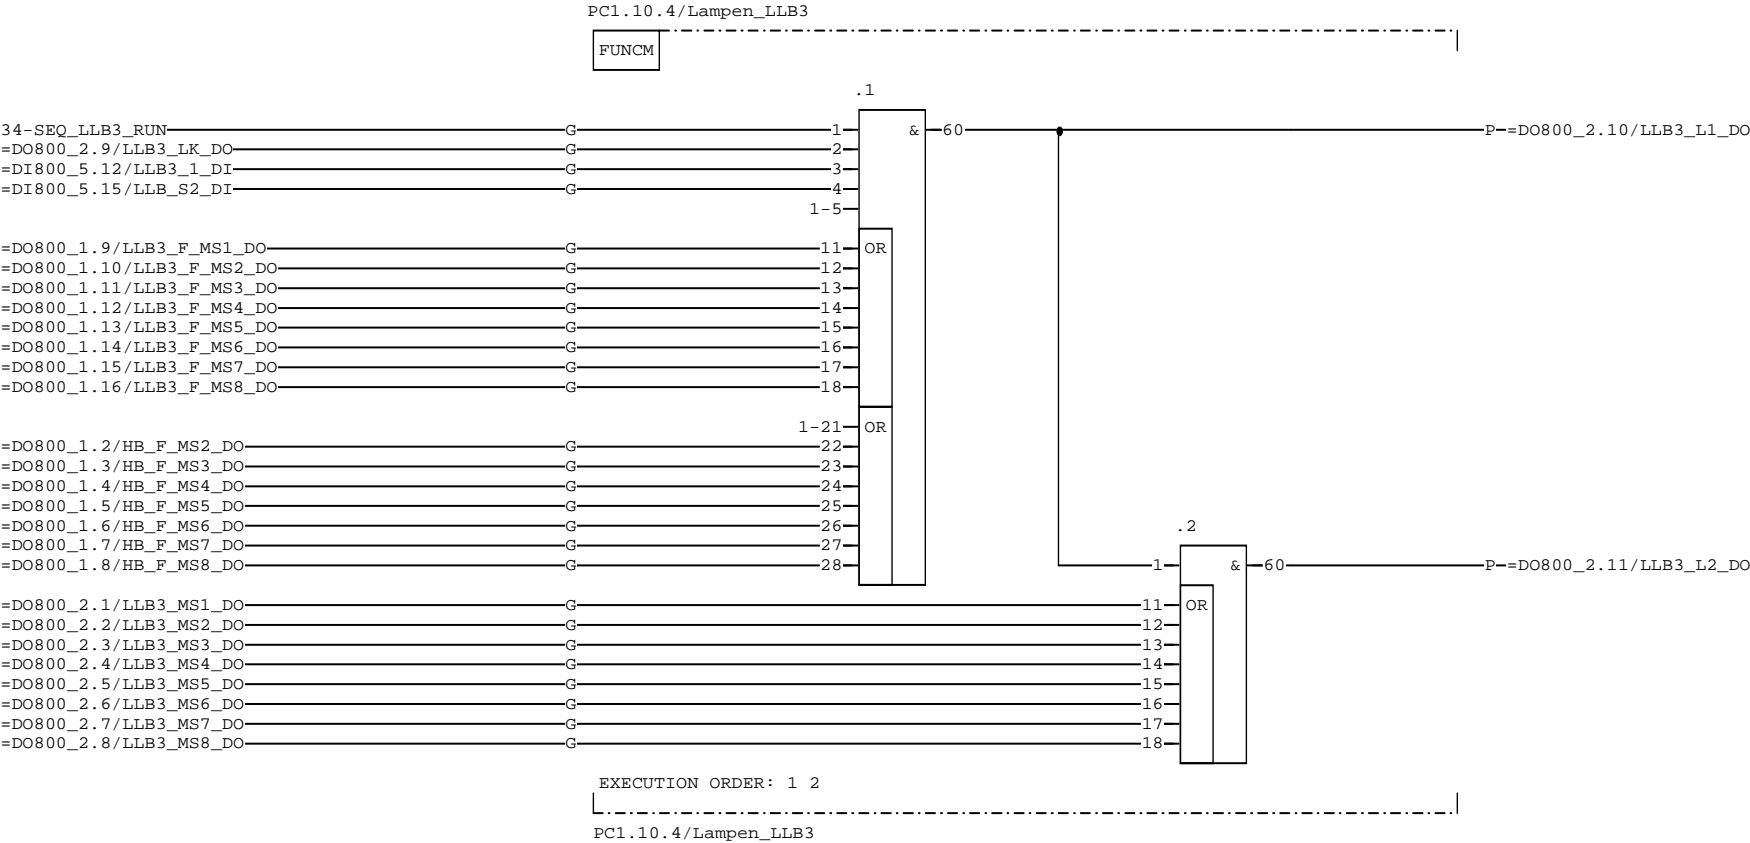 PC1.10.4/Lampen_LLB3
FUNCM
.1
34-SEQ_LLB3_RUN G 1 & 60 P =DO800_2.10/LLB3_L1_DO
=DO800_2.9/LLB3_LK_DO G 2
=DI800_5.12/LLB3_1_DI G 3
=DI800_5.15/LLB_S2_DI G 4
1-5
=DO800_1.9/LLB3_F_MS1_DO G 11 OR
=DO800_1.10/LLB3_F_MS2_DO G 12
=DO800_1.11/LLB3_F_MS3_DO G 13
=DO800_1.12/LLB3_F_MS4_DO G 14
=DO800_1.13/LLB3_F_MS5_DO G 15
=DO800_1.14/LLB3_F_MS6_DO G 16
=DO800_1.15/LLB3_F_MS7_DO G 17
=DO800_1.16/LLB3_F_MS8_DO G 18
1-21 OR
=DO800_1.2/HB_F_MS2_DO G 22
=DO800_1.3/HB_F_MS3_DO G 23
=DO800_1.4/HB_F_MS4_DO G 24
=DO800_1.5/HB_F_MS5_DO G 25
=DO800_1.6/HB_F_MS6_DO G 26
.2
=DO800_1.7/HB_F_MS7_DO G 27
=DO800_1.8/HB_F_MS8_DO G 28 1 & 60 P =DO800_2.11/LLB3_L2_DO
=DO800_2.1/LLB3_MS1_DO G 11 OR
=DO800_2.2/LLB3_MS2_DO G 12
=DO800_2.3/LLB3_MS3_DO G 13
=DO800_2.4/LLB3_MS4_DO G 14
=DO800_2.5/LLB3_MS5_DO G 15
=DO800_2.6/LLB3_MS6_DO G 16
=DO800_2.7/LLB3_MS7_DO G 17
=DO800_2.8/LLB3_MS8_DO G 18
EXECUTION ORDER: 1 2
PC1.10.4/Lampen_LLB3